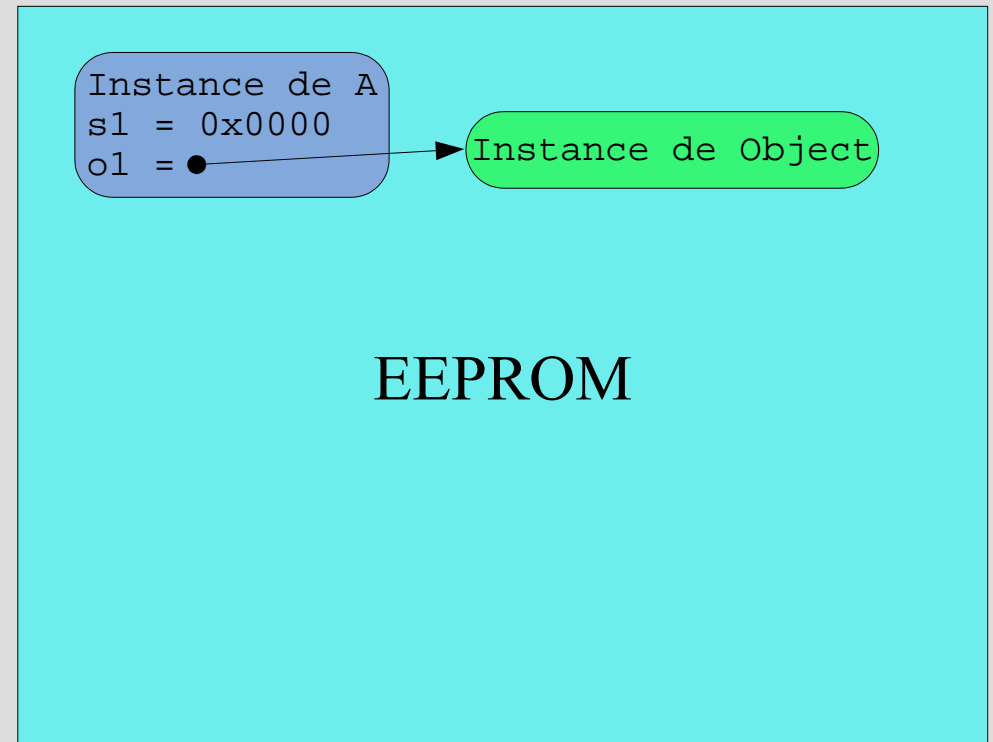 Instance de A
s1 = 0x0000
o1 =
Instance de Object
EEPROM